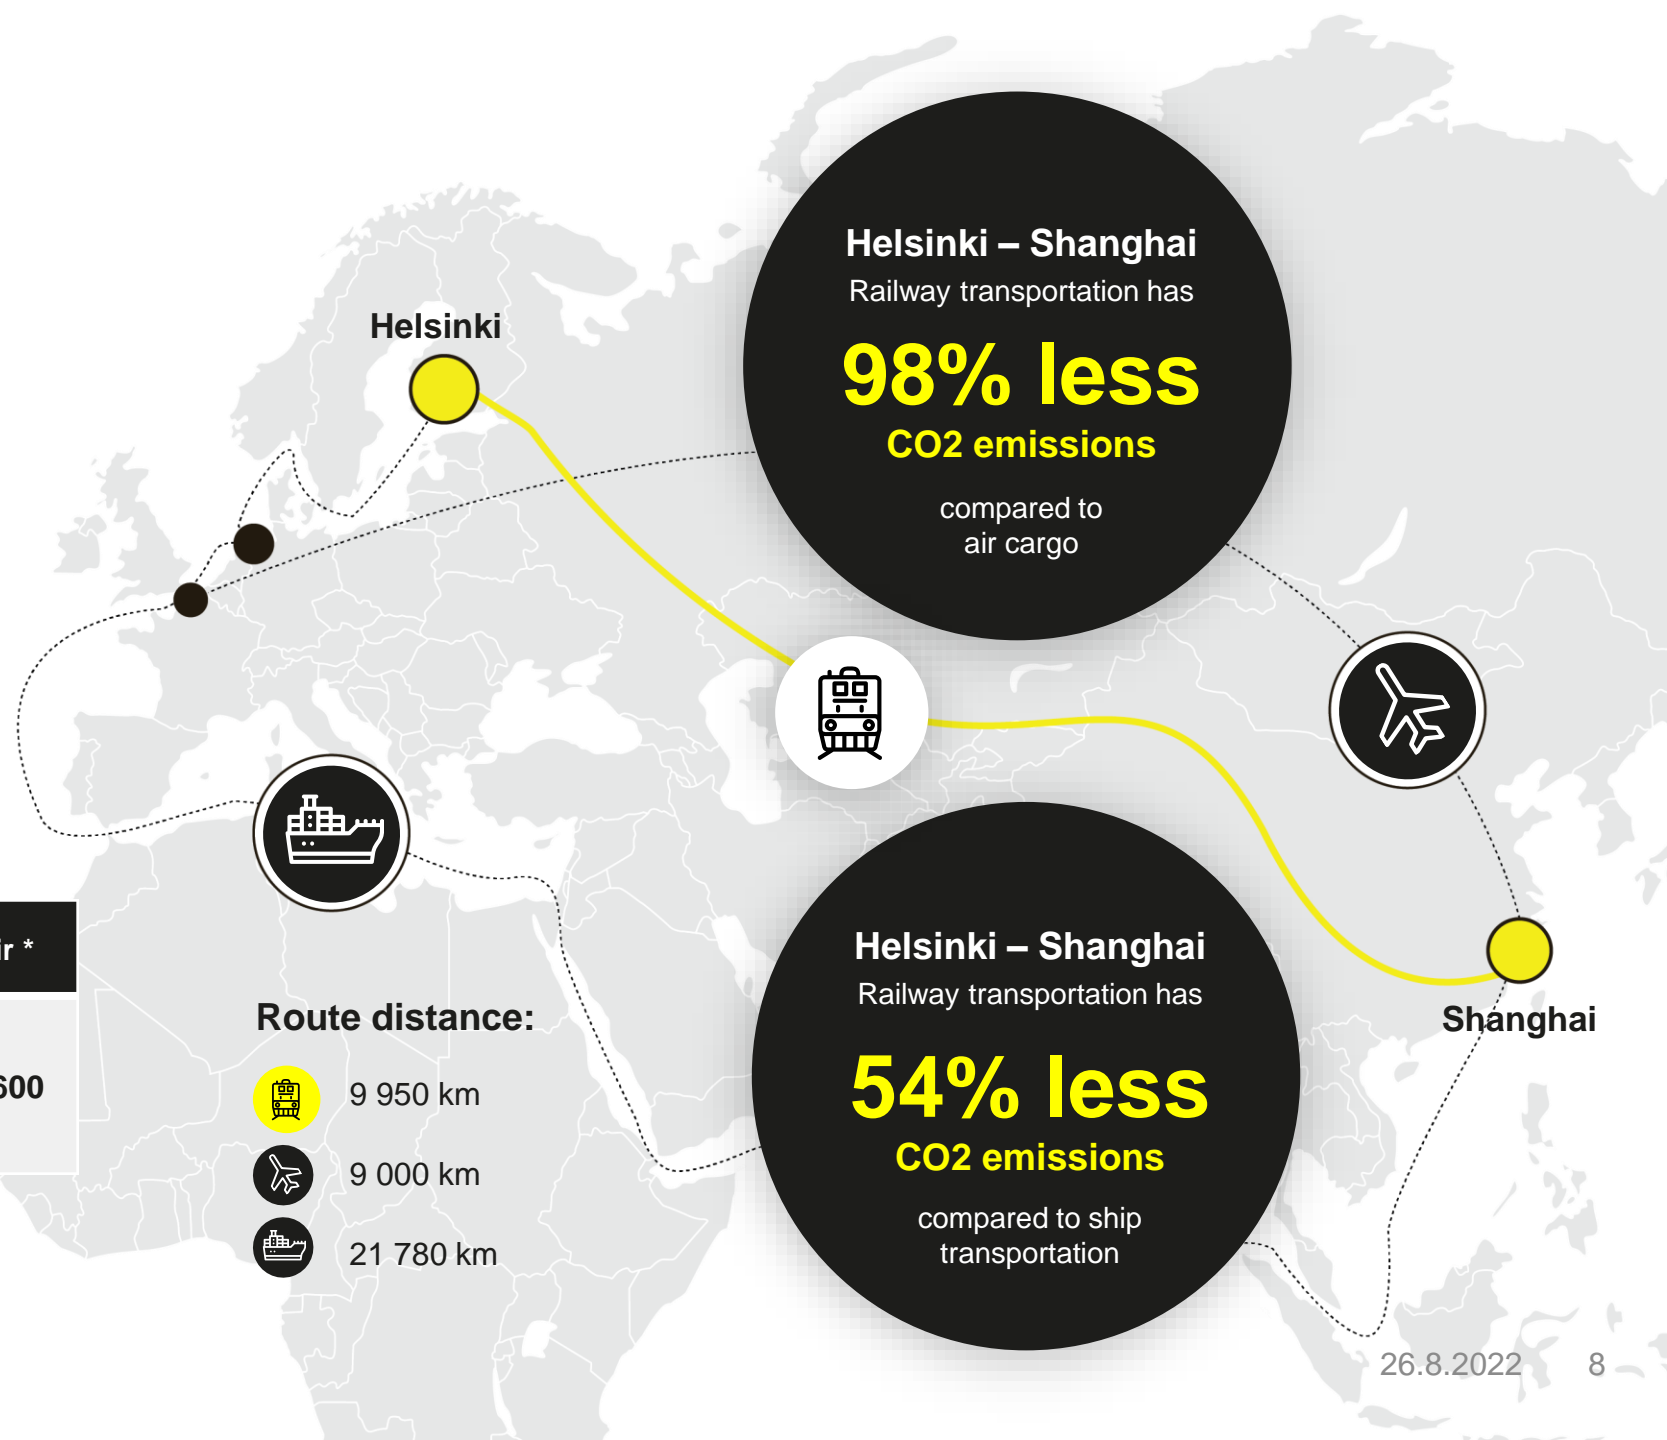 Helsinki – Shanghai
Railway transportation has
98% less
CO2 emissions
compared to
air cargo
Helsinki
Helsinki – Shanghai
Railway transportation has
54% less
CO2 emissions
compared to ship
transportation
Shanghai
*
600
Route distance:
9 950 km
9 000 km
21 780 km
26.8.2022 8